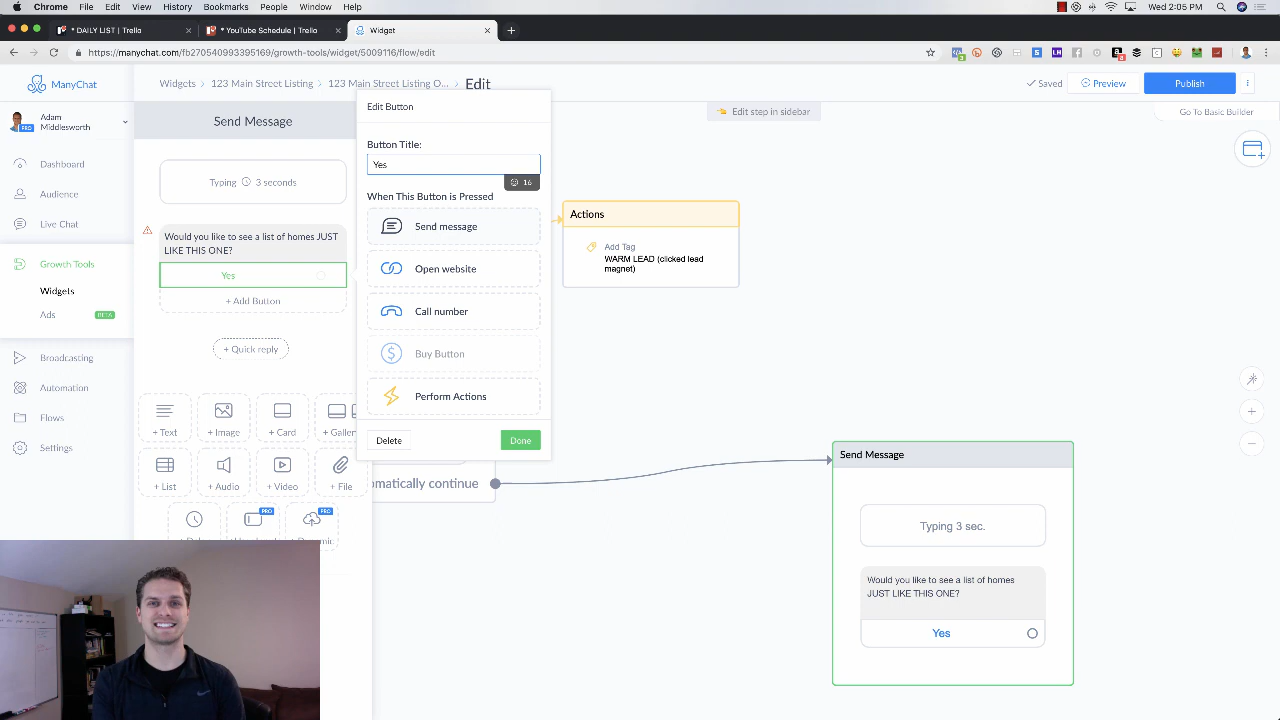 Chrome File Edit View History Bookmarks People Window Help
Wed 2:05 PM
* DAILY LIST | Trello
* YouTube Schedule | Trello
Widget
https://manychat.com/fb270540993395169/growth-tools/widget/5009116/flow/edit
ManyChat
Widgets > 123 Main Street Listing > 123 Main Street Listing O... > Edit
Saved
Preview
Publish
Adam
Middlesworth
PRO
Dashboard
Audience
Live Chat
Growth Tools
Widgets
Ads
BETA
Broadcasting
Automation
Flows
Settings
Send Message
Typing 3 seconds
Would you like to see a list of homes JUST
LIKE THIS ONE?
Yes
+ Add Button
+ Quick reply
+ Text
+ Image
+ Card
+ Galler
+ List
+ Audio
+ Video
+ File
PRO
PRO
Edit Button
Button Title:
Yes
16
When This Button is Pressed
Send message
Open website
Call number
Buy Button
Perform Actions
Delete
Done
Edit step in sidebar
Go To Basic Builder
Actions
Add Tag
WARM LEAD (clicked lead
magnet)
omatically continue
Send Message
Typing 3 sec.
Would you like to see a list of homes
JUST LIKE THIS ONE?
Yes